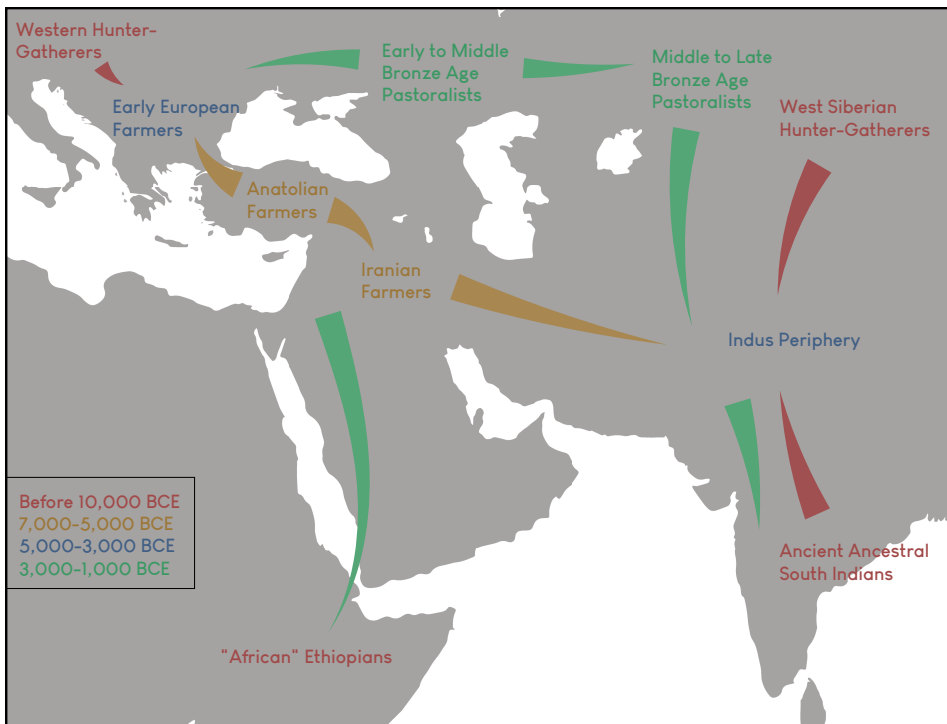 Western Hunter-
Gatherers
Early to Middle
Bronze Age
Pastoralists
Middle to Late
Bronze Age
Pastoralists
Early European
Farmers
West Siberian
Hunter-Gatherers
Anatolian
Farmers
Iranian
Farmers
Indus Periphery
Before 10,000 BCE
7,000-5,000 BCE
5,000-3,000 BCE
3,000-1,000 BCE
Ancient Ancestral
South Indians
"African" Ethiopians